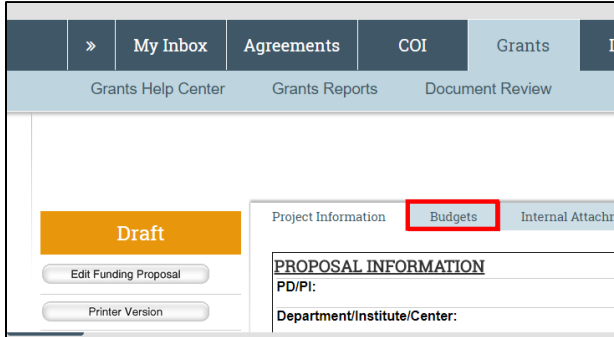 » My Inbox Agreements COI Grants
Grants Help Center Grants Reports Document Review
Project Information Budgets Internal
Draft
Edit Funding Proposal
PROPOSAL INFORMATION
PD/PI:
Printer Version
Department/Institute/Center: